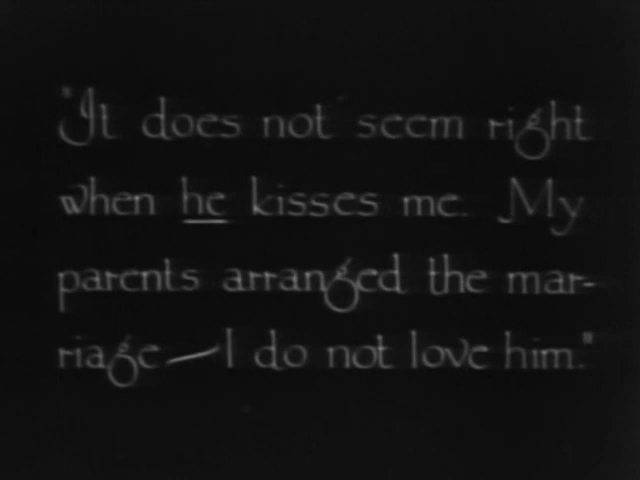 "It does not seem right
when he kisses me. My
parents arranged the mar-
riage—I do not love him."